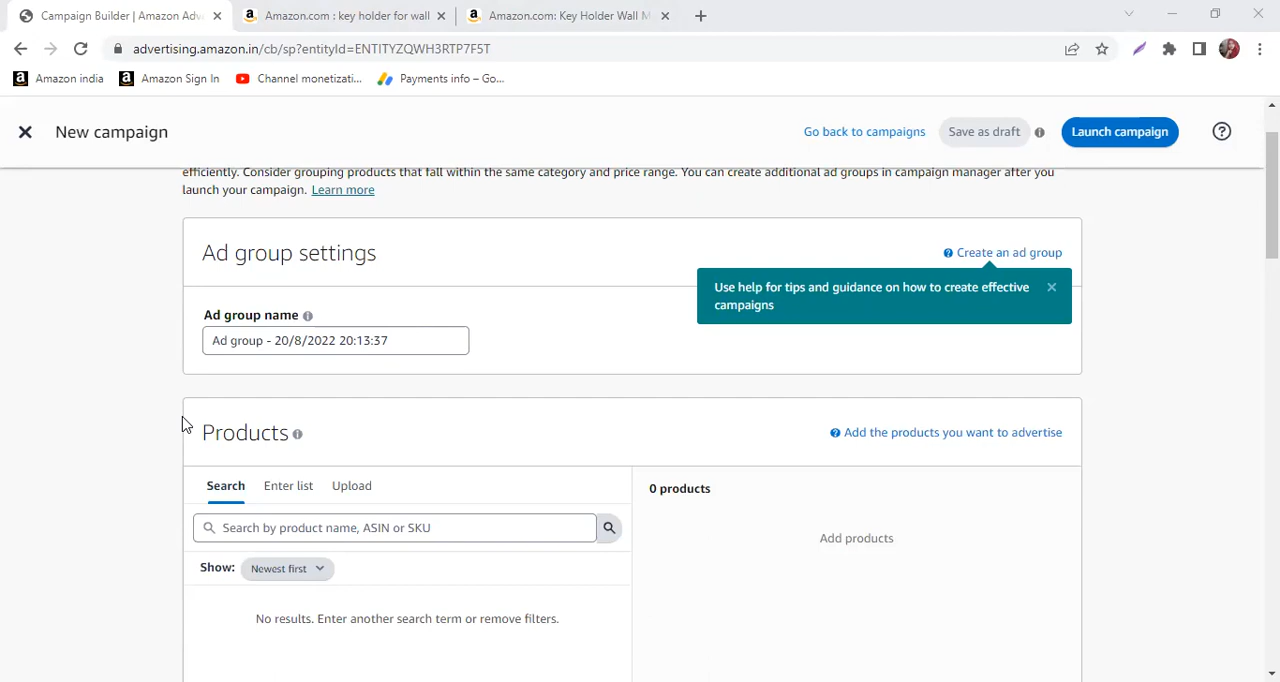 Campaign Builder | Amazon Adve
Amazon.com : key holder for wall
Amazon.com: Key Holder Wall M
advertising.amazon.in/cb/sp?entityId=ENTITYZQWH3RTP7F5T
Amazon india
Amazon Sign In
Channel monetizati...
Payments info – Go...
New campaign
Go back to campaigns
Save as draft
Launch campaign
efficiently. Consider grouping products that fall within the same category and price range. You can create additional ad groups in campaign manager after you
launch your campaign. Learn more
Ad group settings
Create an ad group
Use help for tips and guidance on how to create effective
campaigns
Ad group name
Ad group - 20/8/2022 20:13:37
Products
Add the products you want to advertise
Search Enter list Upload
0 products
Search by product name, ASIN or SKU
Add products
Show: Newest first
No results. Enter another search term or remove filters.